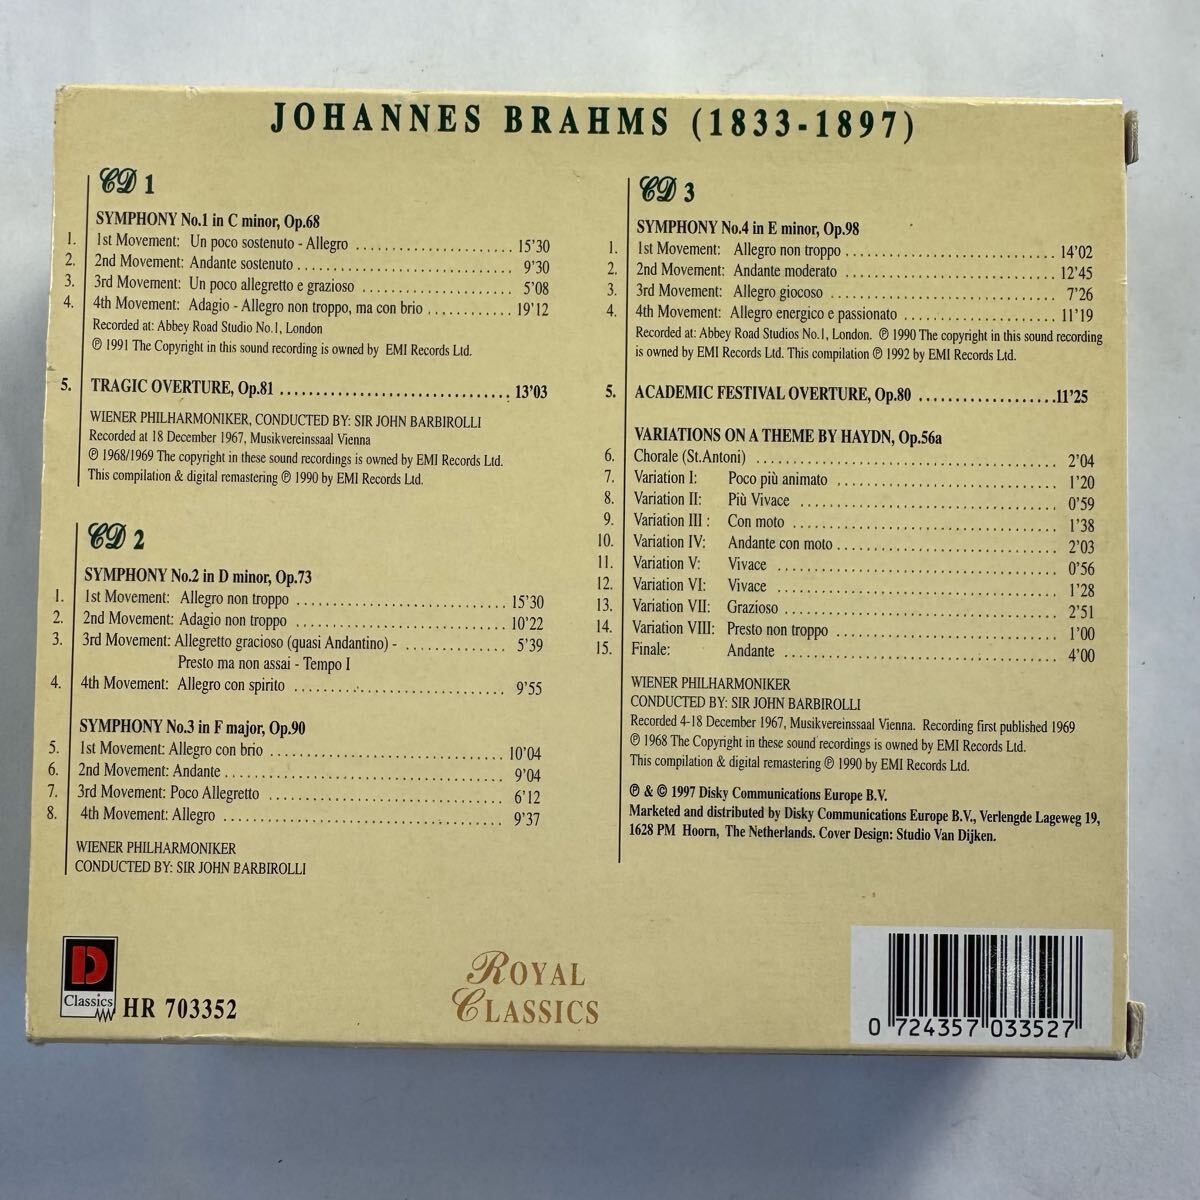 JOHANNES BRAHMS (1833-1897)
CD 1
SYMPHONY No.1 in C minor, Op.68
1. 1st Movement: Un poco sostenuto - Allegro .................. 15'30
2. 2nd Movement: Andante sostenuto .................. 9'30
3. 3rd Movement: Un poco allegretto e grazioso .................. 5'08
4. 4th Movement: Adagio - Allegro non troppo, ma con brio ............ 19'12
Recorded at: Abbey Road Studio No.1, London
℗ 1991 The Copyright in this sound recording is owned by EMI Records Ltd.
5. TRAGIC OVERTURE, Op.81 .................. 13'03
WIENER PHILHARMONIKER, CONDUCTED BY: SIR JOHN BARBIROLLI
Recorded at 18 December 1967, Musikvereinssaal Vienna
℗ 1968/1969 The copyright in these sound recordings is owned by EMI Records Ltd.
This compilation & digital remastering ℗ 1990 by EMI Records Ltd.
CD 2
SYMPHONY No.2 in D minor, Op.73
1. 1st Movement: Allegro non troppo .................. 15'30
2. 2nd Movement: Adagio non troppo .................. 10'22
3. 3rd Movement: Allegretto gracioso (quasi Andantino) - ............ 5'39
Presto ma non assai - Tempo I
4. 4th Movement: Allegro con spirito .................. 9'55
SYMPHONY No.3 in F major, Op.90
5. 1st Movement: Allegro con brio .................. 10'04
6. 2nd Movement: Andante .................. 9'04
7. 3rd Movement: Poco Allegretto .................. 6'12
8. 4th Movement: Allegro .................. 9'37
WIENER PHILHARMONIKER
CONDUCTED BY: SIR JOHN BARBIROLLI
CD 3
SYMPHONY No.4 in E minor, Op.98
1. 1st Movement: Allegro non troppo .................. 14'02
2. 2nd Movement: Andante moderato .................. 12'45
3. 3rd Movement: Allegro giocoso .................. 7'26
4. 4th Movement: Allegro energico e passionato .................. 11'19
Recorded at: Abbey Road Studios No.1, London. ℗ 1990 The copyright in this sound recording
is owned by EMI Records Ltd. This compilation ℗ 1992 by EMI Records Ltd.
5. ACADEMIC FESTIVAL OVERTURE, Op.80 .................. 11'25
VARIATIONS ON A THEME BY HAYDN, Op.56a
6. Chorale (St.Antoni) .................. 2'04
7. Variation I: Poco più animato .................. 1'20
8. Variation II: Più Vivace .................. 0'59
9. Variation III : Con moto .................. 1'38
10. Variation IV: Andante con moto .................. 2'03
11. Variation V: Vivace .................. 0'56
12. Variation VI: Vivace .................. 1'28
13. Variation VII: Grazioso .................. 2'51
14. Variation VIII: Presto non troppo .................. 1'00
15. Finale: Andante .................. 4'00
WIENER PHILHARMONIKER
CONDUCTED BY: SIR JOHN BARBIROLLI
Recorded 4-18 December 1967, Musikvereinssaal Vienna. Recording first published 1969
℗ 1968 The Copyright in these sound recordings is owned by EMI Records Ltd.
This compilation & digital remastering ℗ 1990 by EMI Records Ltd.
℗ & © 1997 Disky Communications Europe B.V.
Marketed and distributed by Disky Communications Europe B.V., Verlengde Lageweg 19,
1628 PM Hoorn, The Netherlands. Cover Design: Studio Van Dijken.
D
Classics
HR 703352
ROYAL
CLASSICS
0 724357 033527